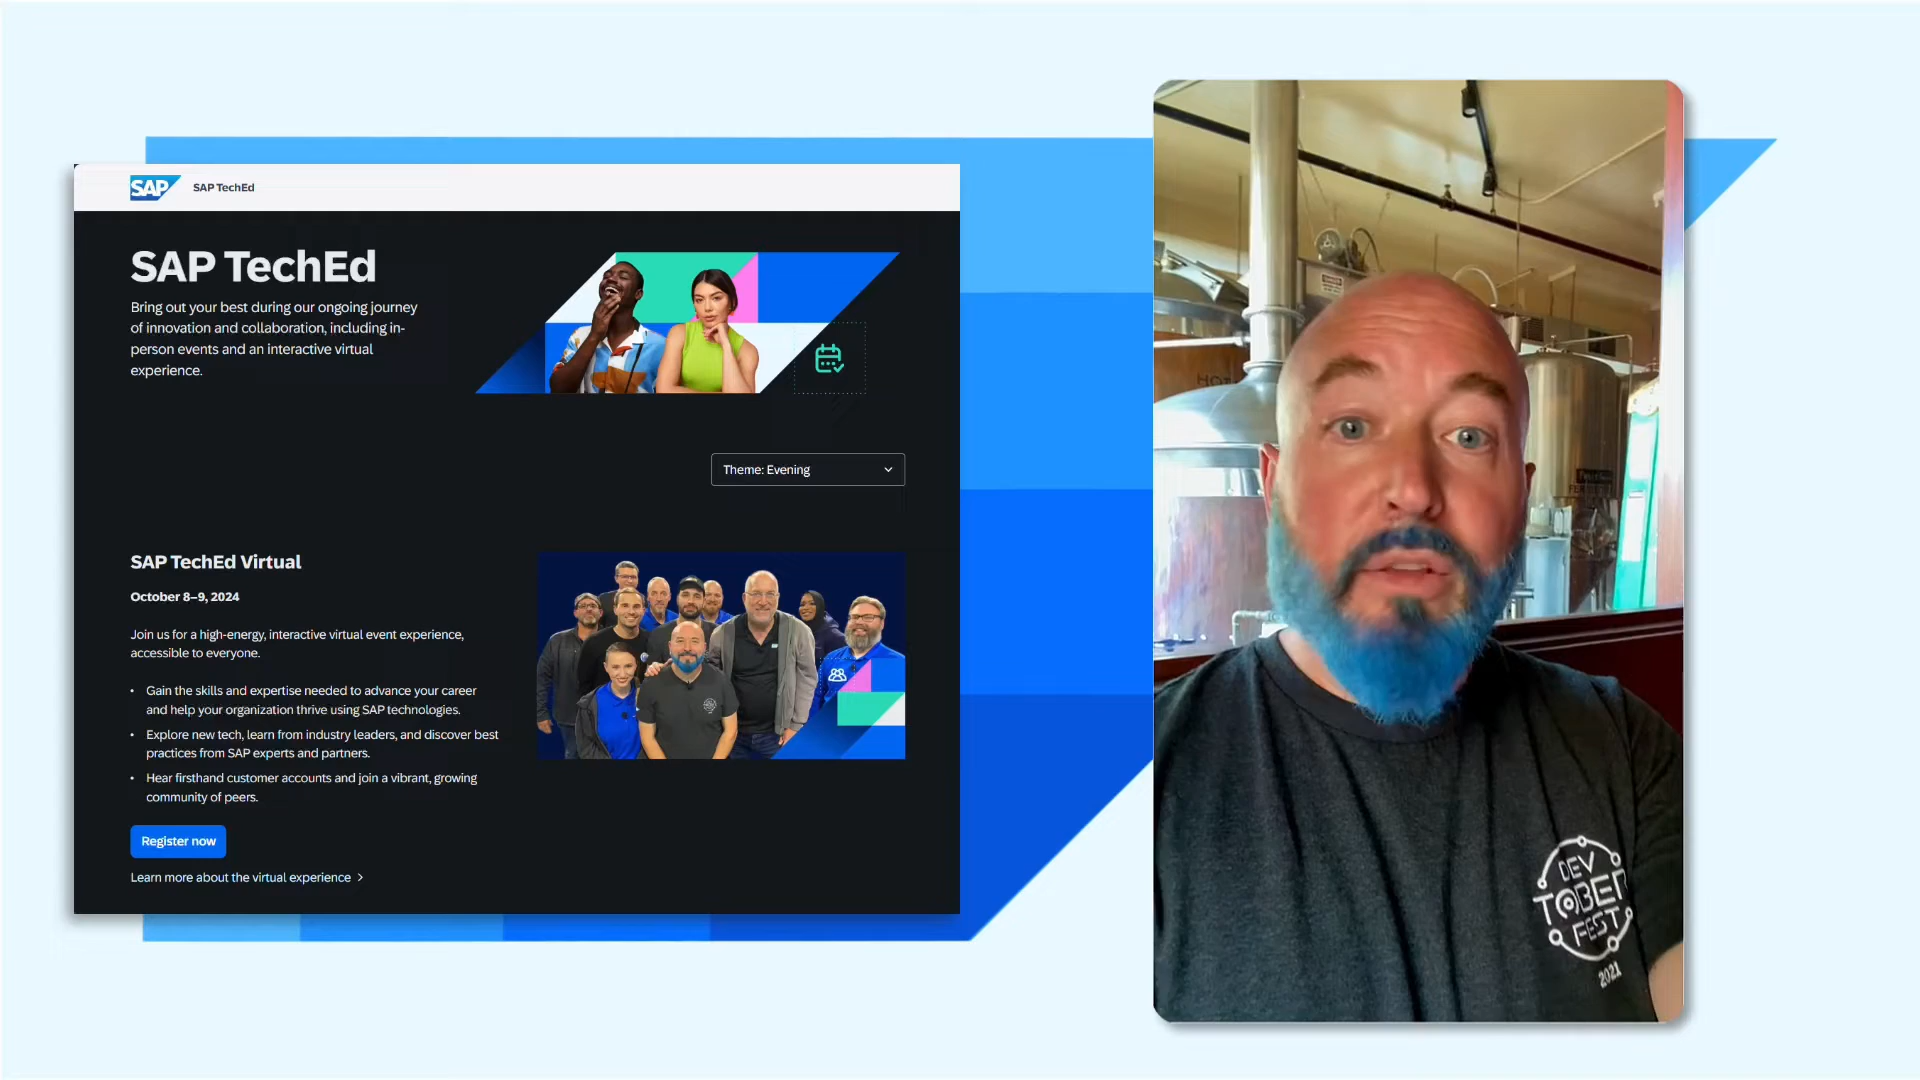 SAP
SAP TechEd
SAP TechEd
Bring out your best during our ongoing journey
of innovation and collaboration, including in-
person events and an interactive virtual
experience.
Theme: Evening
SAP TechEd Virtual
October 8–9, 2024
Join us for a high-energy, interactive virtual event experience,
accessible to everyone.
• Gain the skills and expertise needed to advance your career
and help your organization thrive using SAP technologies.
• Explore new tech, learn from industry leaders, and discover best
practices from SAP experts and partners.
• Hear firsthand customer accounts and join a vibrant, growing
community of peers.
Register now
Learn more about the virtual experience
DEV
TOBER
FEST
2021